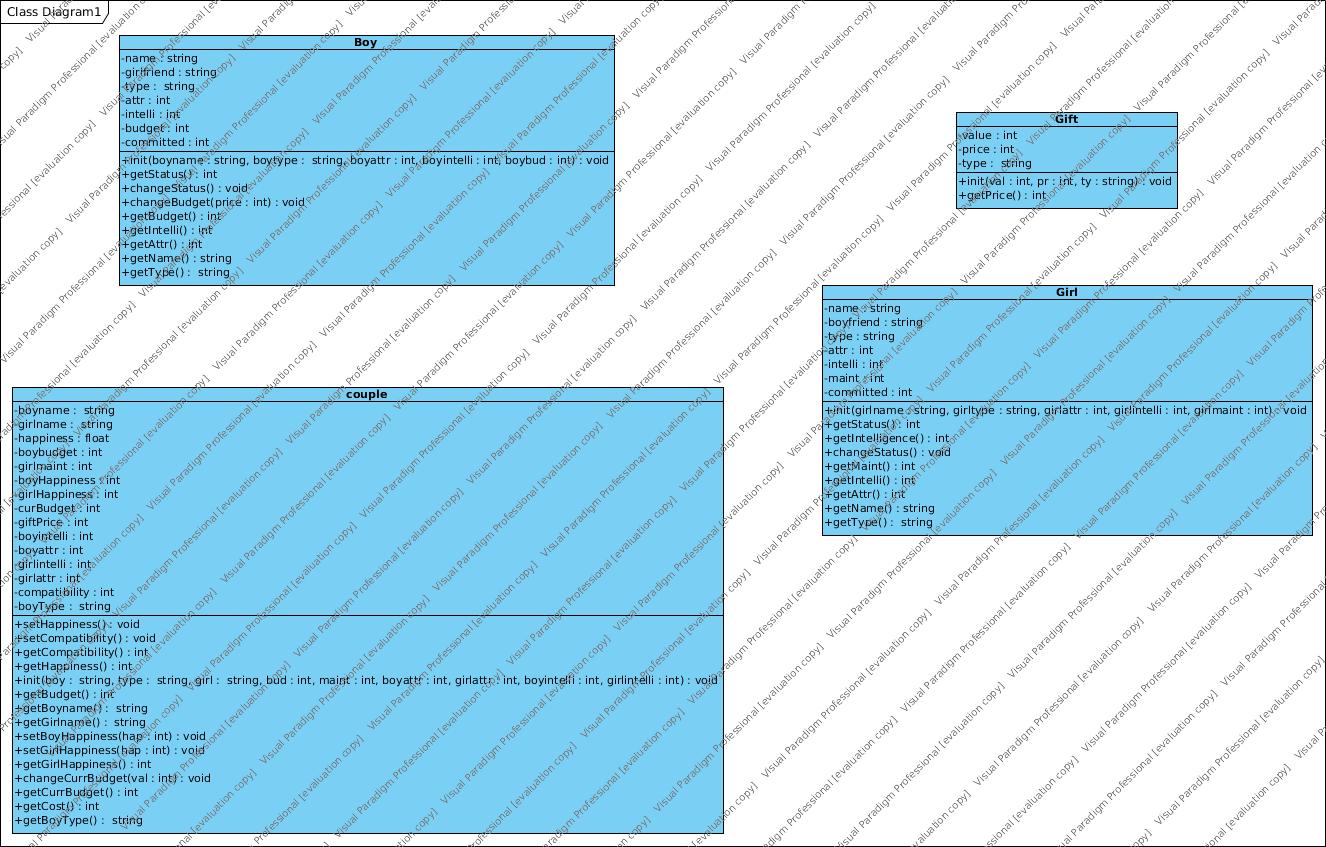 Class Diagram1
Boy
-name : string
-girlfriend : string
-type :  string
-attr : int
-intelli : int
-budget : int
-committed : int
+init(boyname : string, boytype :  string, boyattr : int, boyintelli : int, boybud : int) : void
+getStatus() : int
+changeStatus() : void
+changeBudget(price : int) : void
+getBudget() : int
+getIntelli() : int
+getAttr() : int
+getName() : string
+getType() :  string
Gift
-value : int
-price : int
-type :  string
+init(val : int, pr : int, ty : string) : void
+getPrice() : int
Girl
-name : string
-boyfriend : string
-type : string
-attr : int
-intelli : int
-maint : int
-committed : int
+init(girlname : string, girltype : string, girlattr : int, girlintelli : int, girlmaint : int) : void
+getStatus() : int
+getIntelligence() : int
+changeStatus() : void
+getMaint() : int
+getIntelli() : int
+getAttr() : int
+getName() : string
+getType() :  string
couple
-boyname :  string
-girlname :  string
-happiness : float
-boybudget : int
-girlmaint : int
-boyHappiness : int
-girlHappiness : int
-curBudget : int
-giftPrice : int
-boyintelli : int
-boyattr : int
-girlintelli : int
-girlattr : int
-compatibility : int
-boyType :  string
+setHappiness() : void
+setCompatibility() : void
+getCompatibility() : int
+getHappiness() : int
+init(boy :  string, type :  string, girl :  string, bud : int, maint : int, boyattr : int, girlattr : int, boyintelli : int, girlintelli : int) : void
+getBudget() : int
+getBoyname() :  string
+getGirlname() :  string
+setBoyHappiness(hap : int) : void
+setGirlHappiness(hap : int) : void
+getGirlHappiness() : int
+changeCurrBudget(val : int) : void
+getCurrBudget() : int
+getCost() : int
+getBoyType() :  string
Visual Paradigm Professional [evaluation copy]